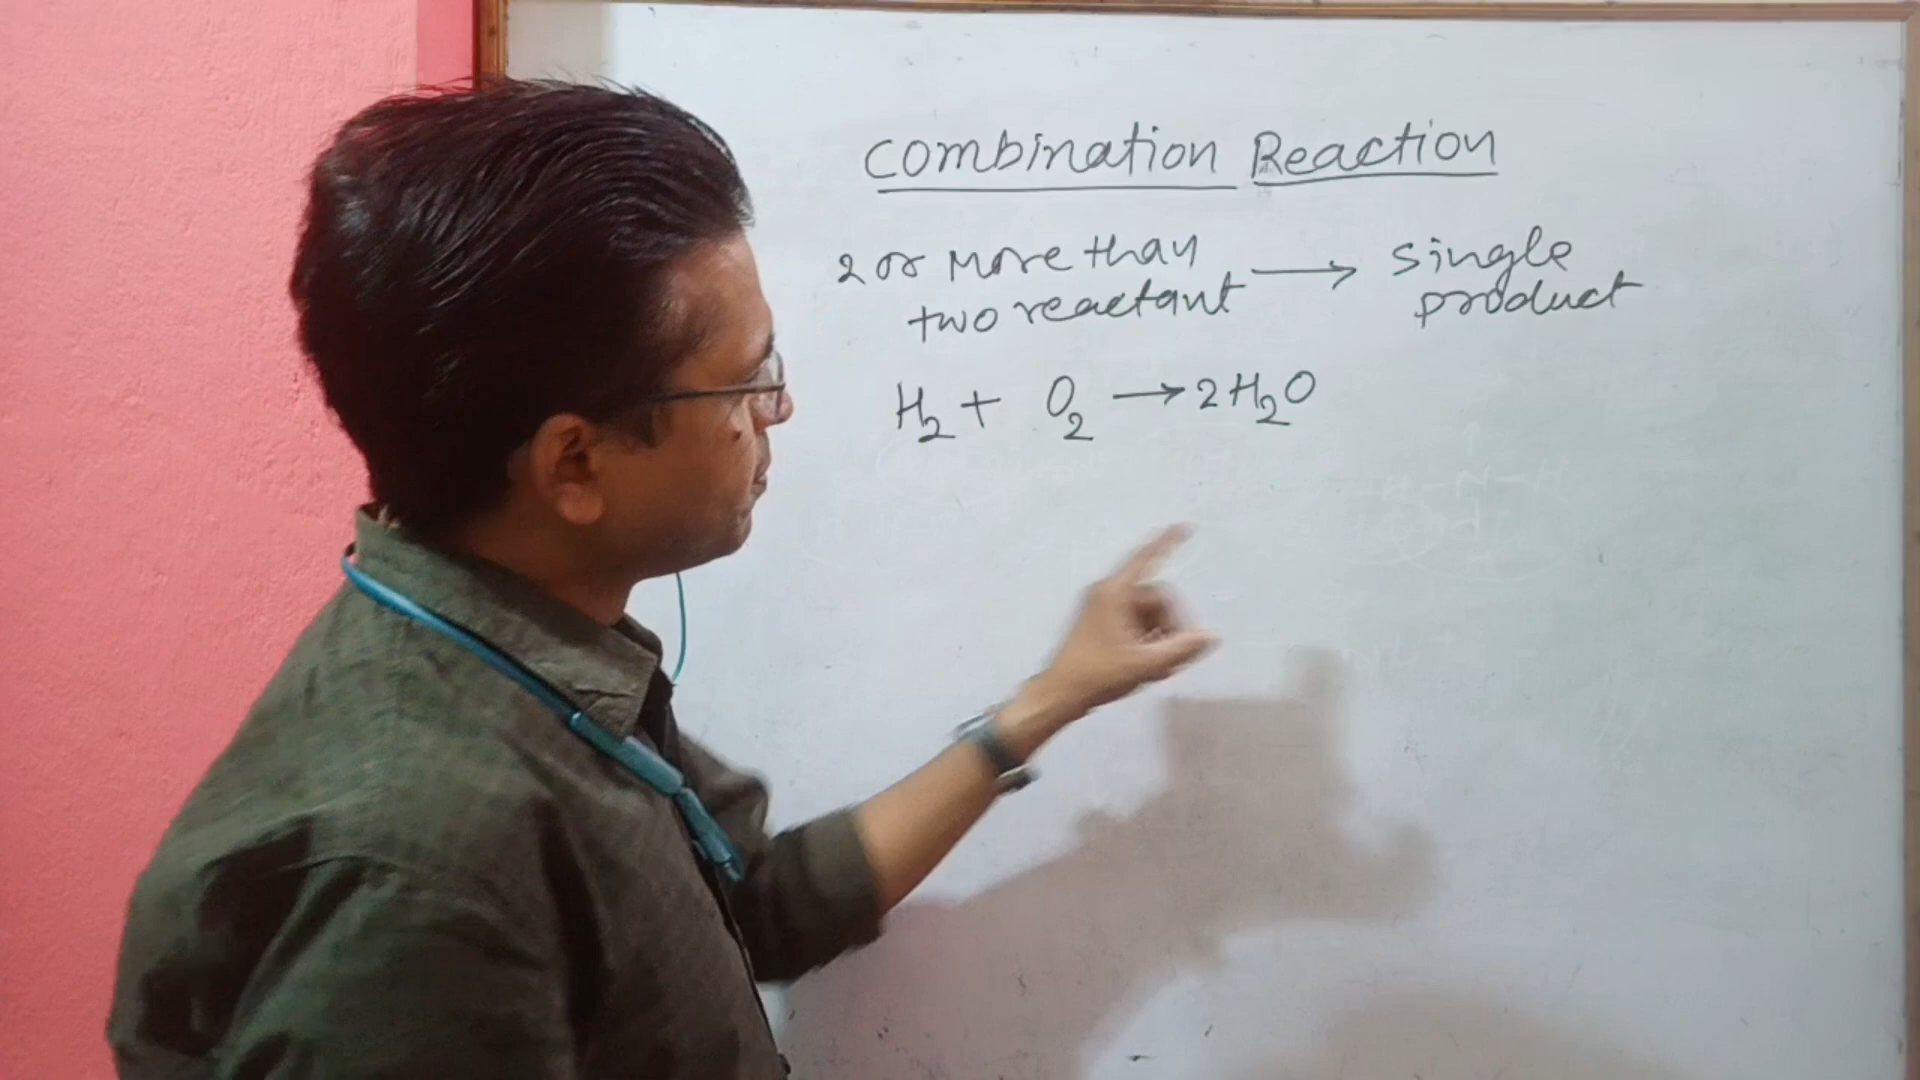 Combination Reaction
2 or more than → single
two reactant product
H₂ + O₂ → 2H₂O